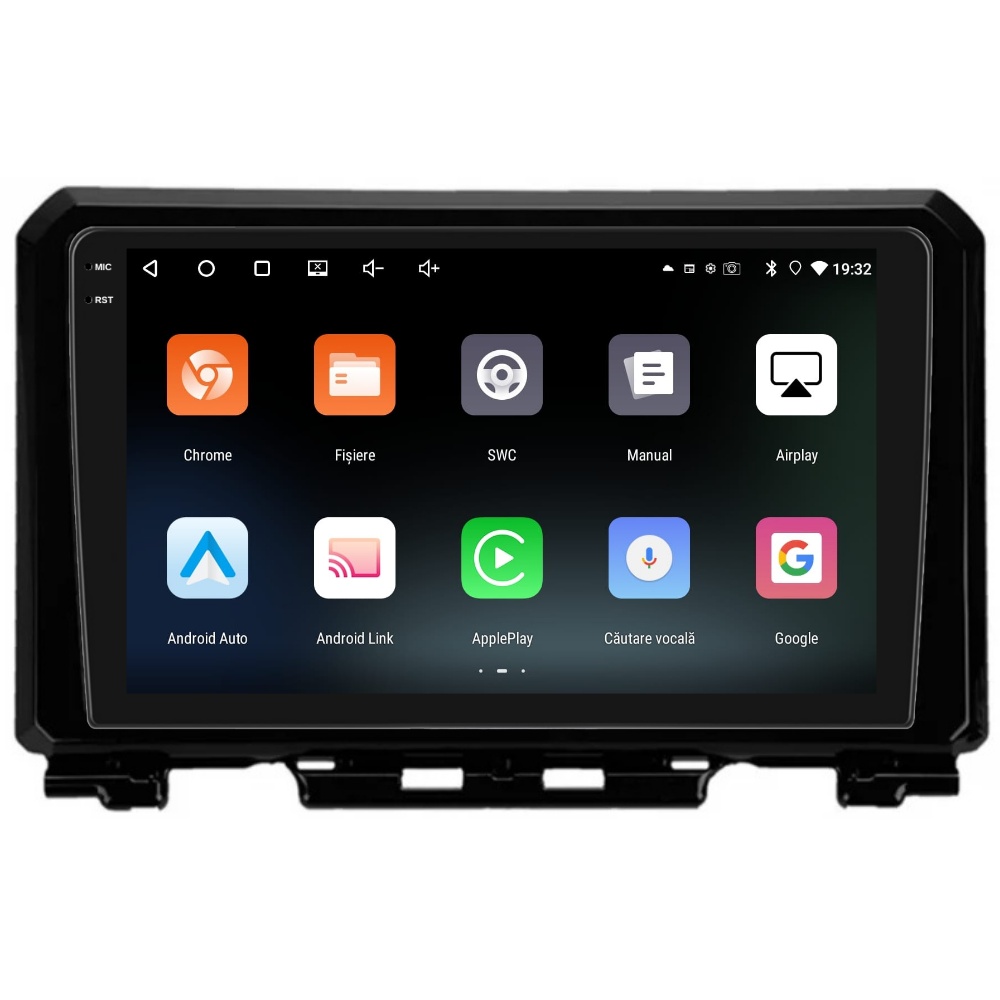 MIC
19:32
RST
Chrome
Fișiere
SWC
Manual
Airplay
Android Auto
Android Link
ApplePlay
Căutare vocală
Google